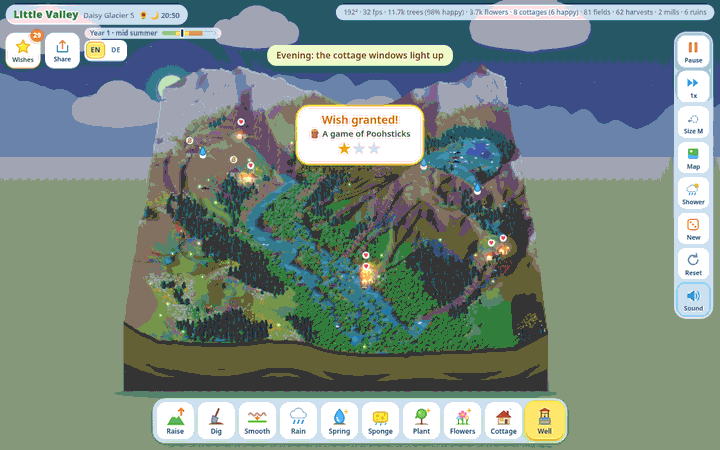 Little Valley Daisy Glacier 5 20:50
192² · 32 fps · 11.7k trees (98% happy) · 3.7k flowers · 8 cottages (6 happy) · 81 fields · 62 harvests · 2 mills · 6 ruins
Year 1 · mid summer
29
Wishes
Share
EN
DE
Evening: the cottage windows light up
Wish granted!
A game of Poohsticks
Pause
1x
Size M
Map
Shower
New
Reset
Sound
Raise
Dig
Smooth
Rain
Spring
Sponge
Plant
Flowers
Cottage
Well